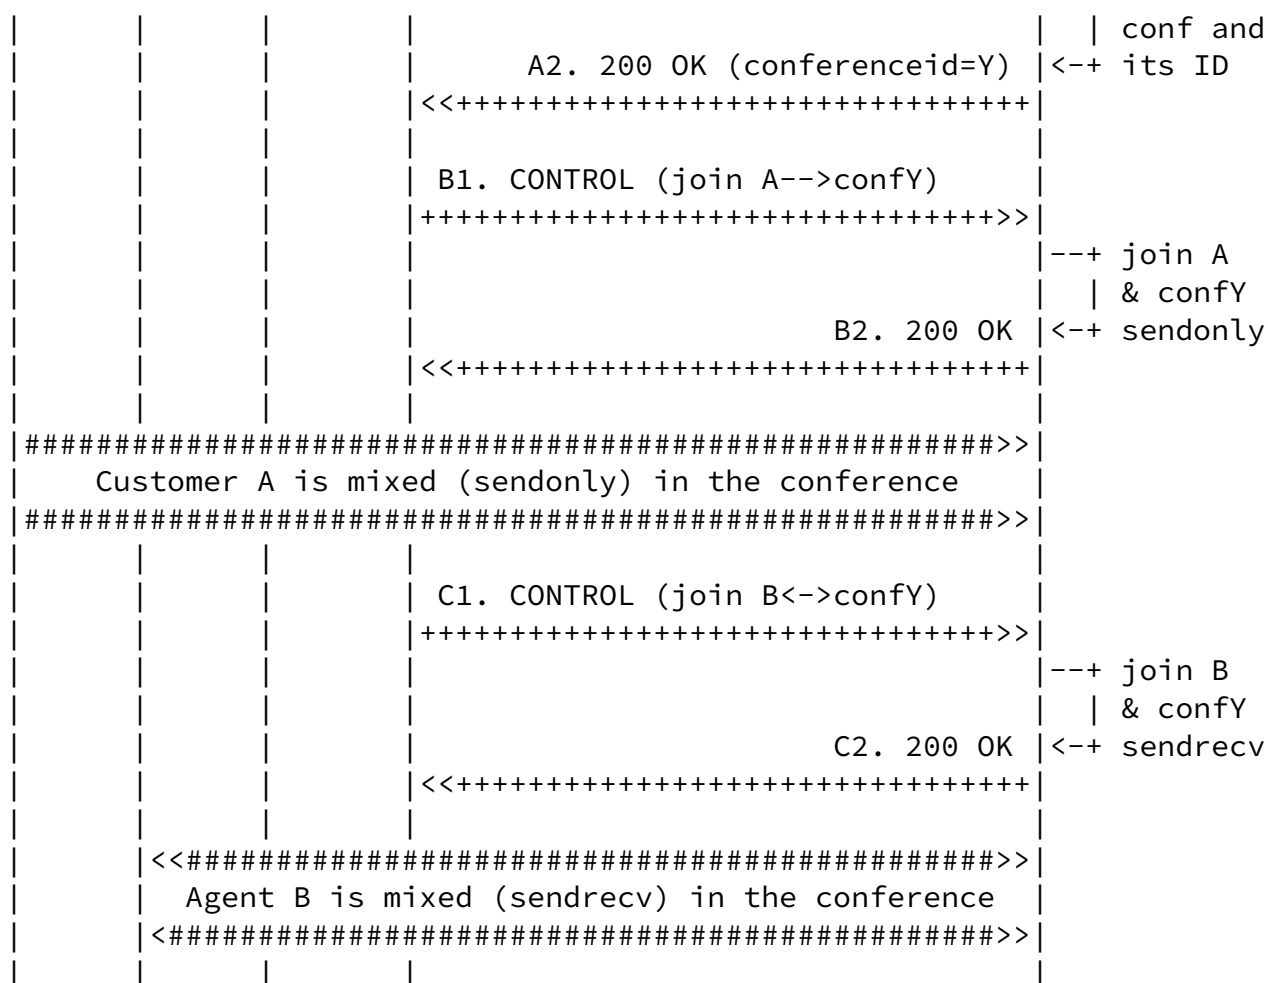 |       |       |        |                                   |  | conf and
|       |       |        |       A2. 200 OK (conferenceid=Y) |<-+ its ID
|       |       |        |<<++++++++++++++++++++++++++++++++|
|       |       |        |                                   |
|       |       |        | B1. CONTROL (join A-->confY)      |
|       |       |        |++++++++++++++++++++++++++++++++>>|
|       |       |        |                                   |--+ join A
|       |       |        |                                   |  | & confY
|       |       |        |                        B2. 200 OK |<-+ sendonly
|       |       |        |<<++++++++++++++++++++++++++++++++|
|       |       |        |                                   |
|######################################################>>|
|    Customer A is mixed (sendonly) in the conference    |
|######################################################>>|
|       |       |        |                                   |
|       |       |        | C1. CONTROL (join B<->confY)      |
|       |       |        |++++++++++++++++++++++++++++++++>>|
|       |       |        |                                   |--+ join B
|       |       |        |                                   |  | & confY
|       |       |        |                        C2. 200 OK |<-+ sendrecv
|       |       |        |<<++++++++++++++++++++++++++++++++|
|       |       |        |                                   |
|       |<<#############################################>>|
|       |  Agent B is mixed (sendrecv) in the conference  |
|       |<##############################################>>|
|       |       |        |                                   |